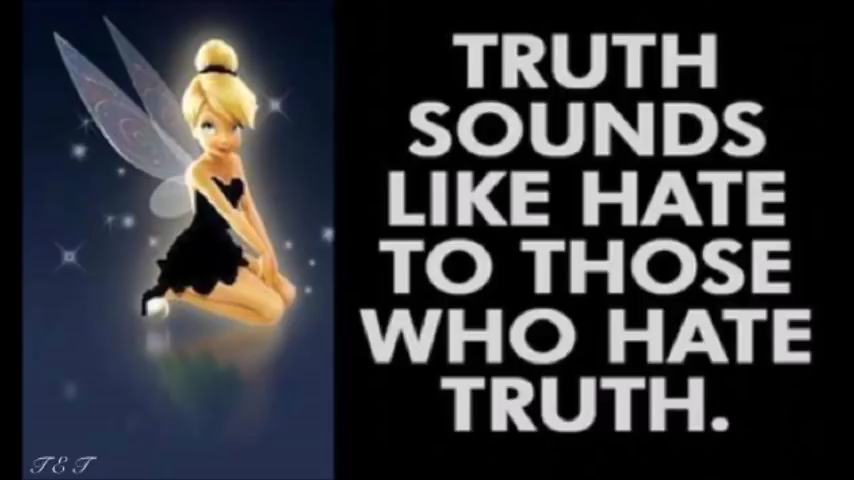 TRUTH
SOUNDS
LIKE HATE
TO THOSE
WHO HATE
TRUTH.
T&T